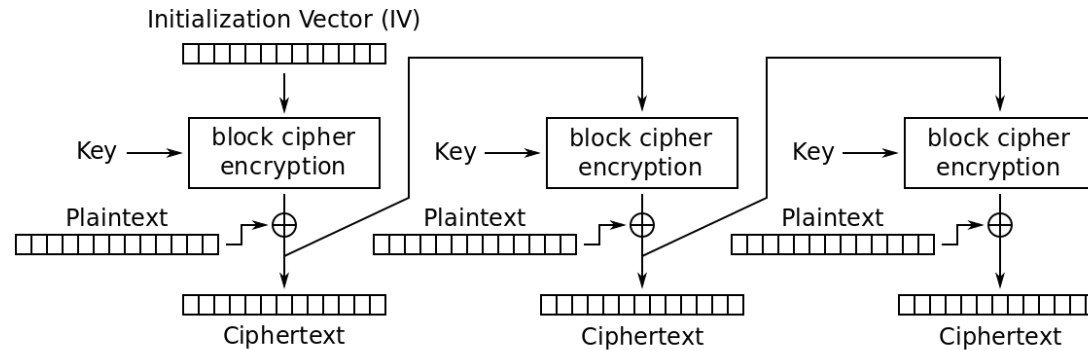 Initialization Vector (IV)
Key
block cipher
encryption
Plaintext
Ciphertext
Key
block cipher
encryption
Plaintext
Ciphertext
Key
block cipher
encryption
Plaintext
Ciphertext